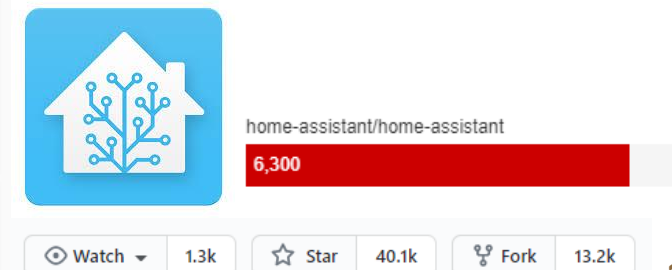 home-assistant/home-assistant
6,300
Watch 1.3k Star 40.1k Fork 13.2k